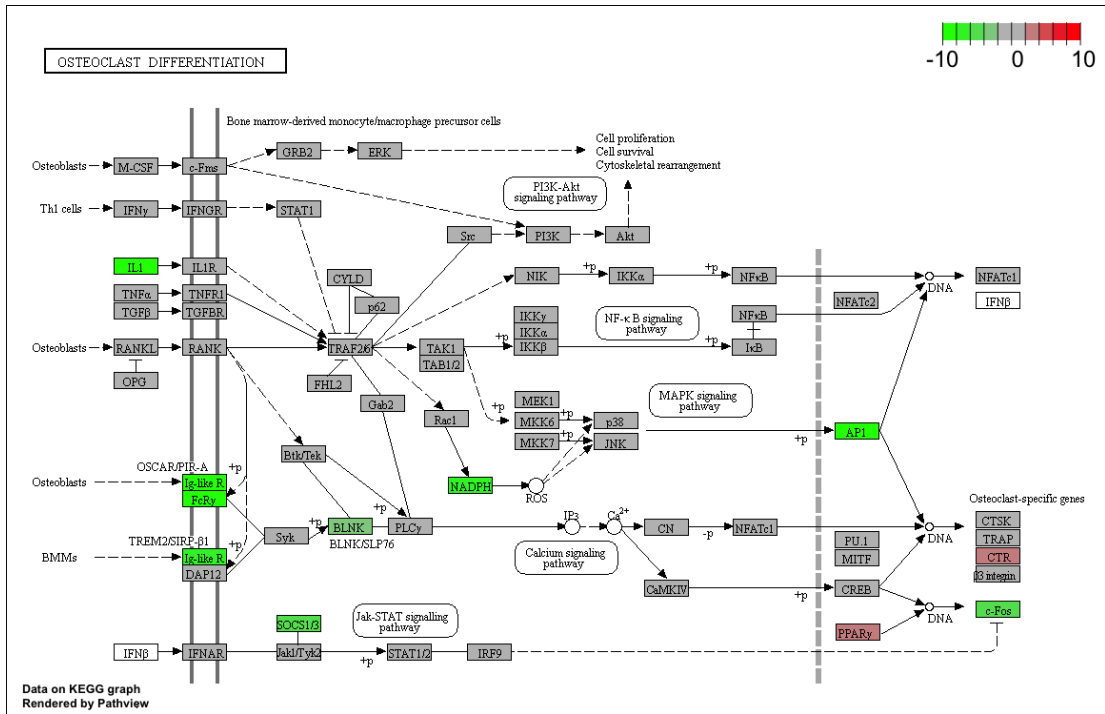 -10 0 10
OSTEOCLAST DIFFERENTIATION
Bone marrow-derived monocyte/macrophage precursor cells
Osteoblasts M-CSF c-Fms GRB2 ERK
Cell proliferation
Cell survival
Cytoskeletal rearrangement
PI3K-Akt
signaling pathway
Th1 cells IFNγ IFNGR STAT1
Src PI3K Akt
IL1 IL1R CYLD NIK +p IKKα +p NFκB DNA NFATc1
TNFα TNFR1 p62 NFATc2 IFNβ
TGFβ TGFBR IKKγ NF-κB signaling NFκB
IKKα pathway
Osteoblasts RANKL RANK TRAF2/6 TAK1 +p IKKβ +p IκB
TAB1/2
OPG FHL2
MEK1 MAPK signaling
pathway
Gab2 Rac1 +p MKK6 +p p38
MKK7 +p JNK +p AP1
Btk/Tek
OSCAR/PIR-A +p
Osteoblasts Ig-like R NADPH ROS
FcRγ
Osteoclast-specific genes
Syk +p BLNK +p PLCγ IP3 Ca2+ CN -p NFATc1 DNA CTSK
BLNK/SLP76
TREM2/SIRP-β1 +p PU.1 TRAP
BMMs Ig-like R Calcium signaling MITF CTR
DAP12 pathway β3 integrin
CaMKIV +p CREB
DNA c-Fos
SOCS1/3 Jak-STAT signalling
pathway PPARγ
IFNβ IFNAR Jak1/Tyk2 +p STAT1/2 IRF9
Data on KEGG graph
Rendered by Pathview